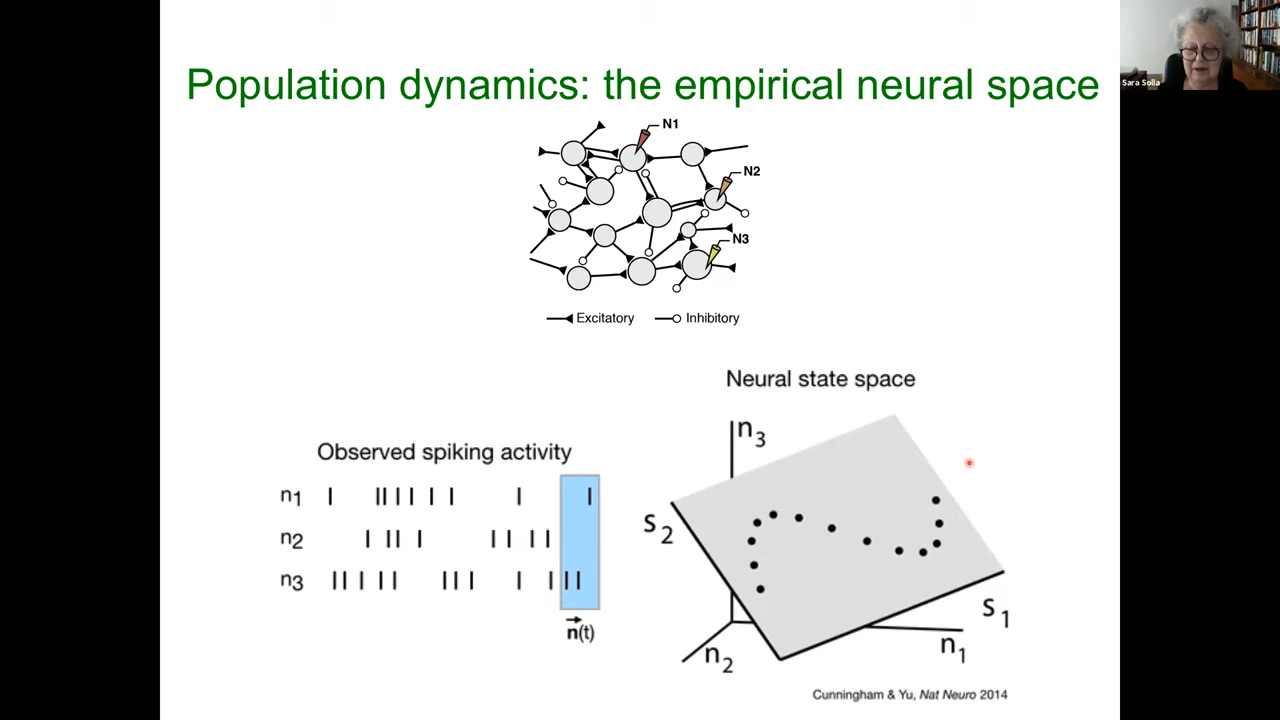 Population dynamics: the empirical neural space
Sara Solla
N1
N2
N3
Excitatory Inhibitory
Neural state space
Observed spiking activity
n1
n2
n3
n(t)
n3
s2
s1
n2
n1
Cunningham & Yu, Nat Neuro 2014